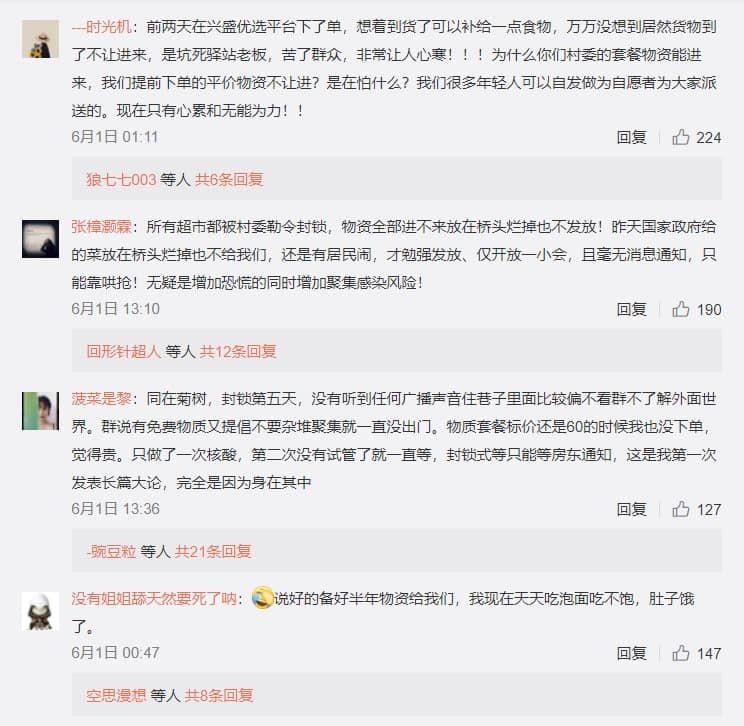 ---时光机：前两天在兴盛优选平台下了单，想着到货了可以补给一点食物，万万没想到居然货物到
了不让进来，是坑死驿站老板，苦了群众，非常让人心寒！！！为什么你们村委的套餐物资能进
来，我们提前下单的平价物资不让进？是在怕什么？我们很多年轻人可以自发做为自愿者为大家派
送的。现在只有心累和无能为力！！
6月1日 01:11 回复 224
狼七七003 等人 共6条回复
张樟灏霖：所有超市都被村委勒令封锁，物资全部进不来放在桥头烂掉也不发放！昨天国家政府给
的菜放在桥头烂掉也不给我们，还是有居民闹，才勉强发放、仅开放一小会，且毫无消息通知，只
能靠哄抢！无疑是增加恐慌的同时增加聚集感染风险！
6月1日 13:10 回复 190
回形针超人 等人 共12条回复
菠菜是黎：同在菊树，封锁第五天，没有听到任何广播声音住巷子里面比较偏不看群不了解外面世
界。群说有免费物质又提倡不要杂堆聚集就一直没出门。物质套餐标价还是60的时候我也没下单，
觉得贵。只做了一次核酸，第二次没有试管了就一直等，封锁式等只能等房东通知，这是我第一次
发表长篇大论，完全是因为身在其中
6月1日 13:36 回复 127
-豌豆粒 等人 共21条回复
没有姐姐舔天然要死了呐：🤣说好的备好半年物资给我们，我现在天天吃泡面吃不饱，肚子饿
了。
6月1日 00:47 回复 147
空思漫想 等人 共8条回复